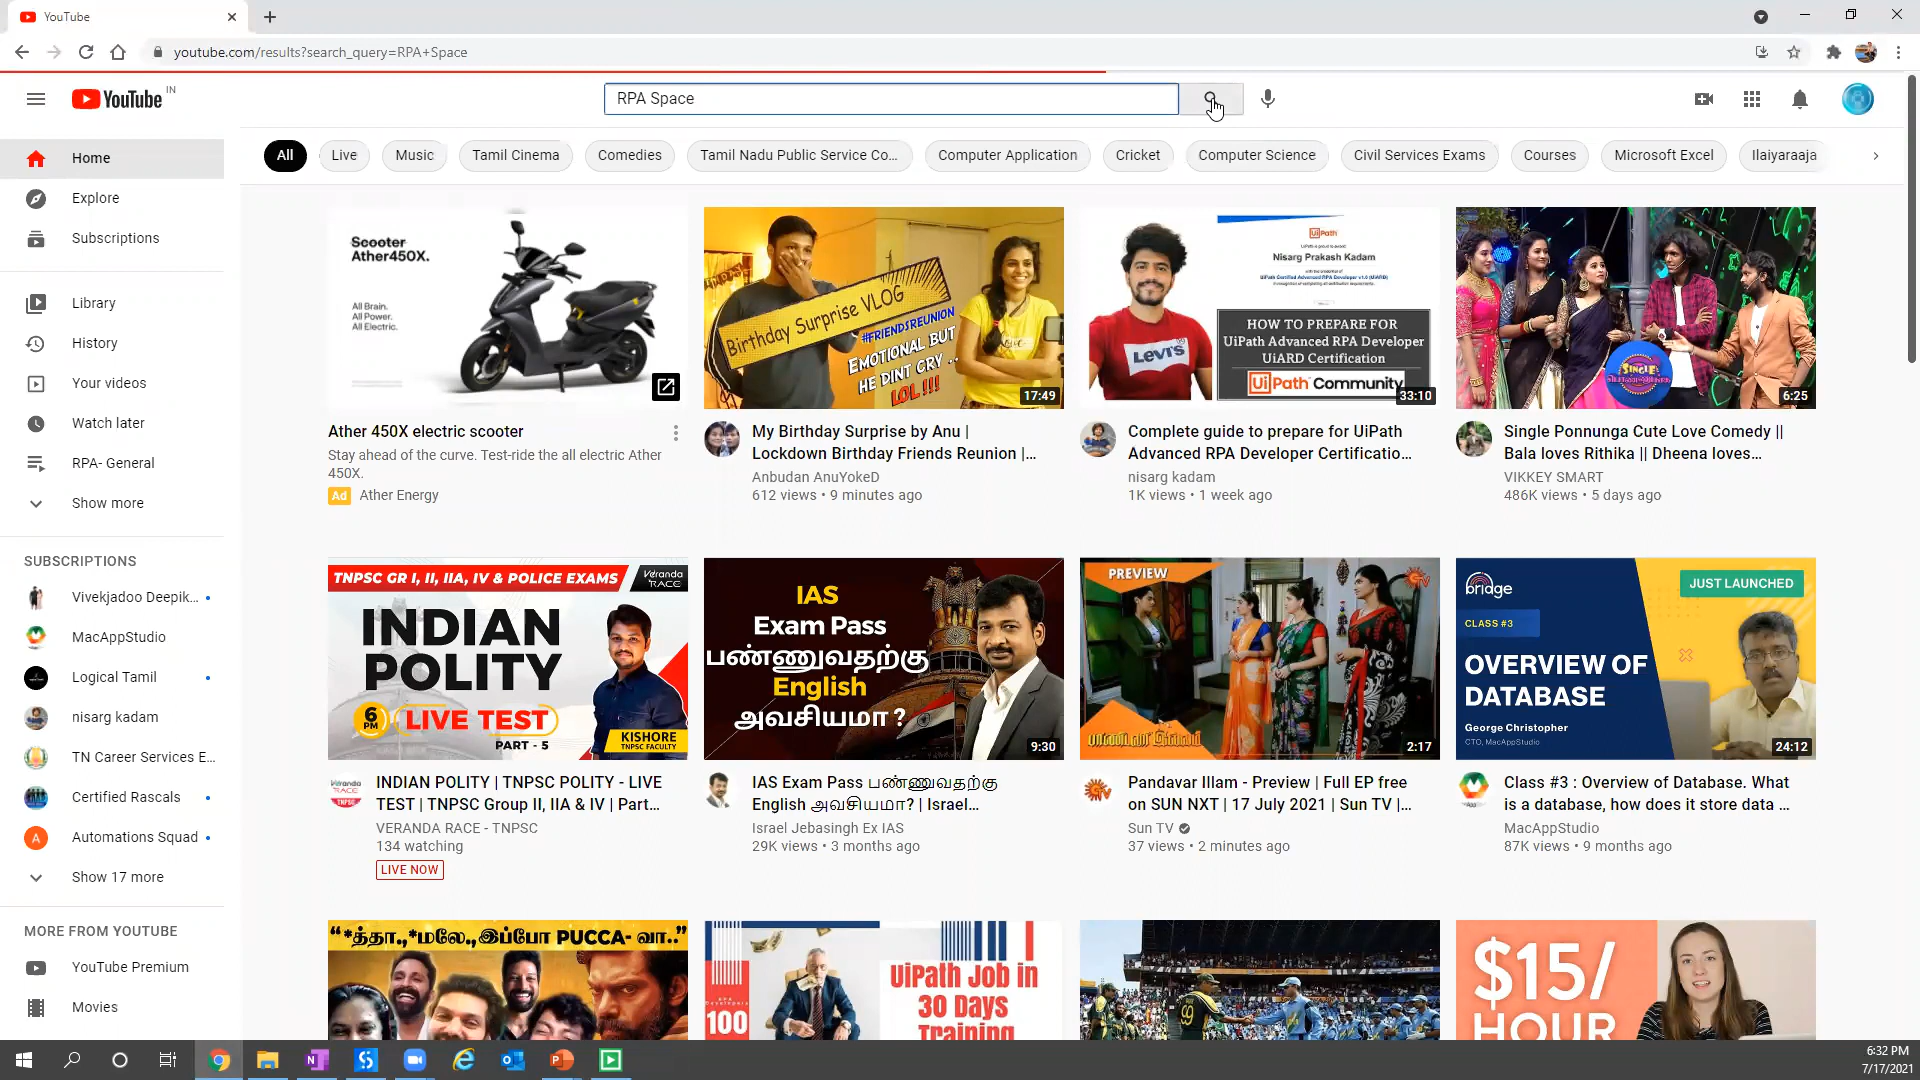 YouTube
youtube.com/results?search_query=RPA+Space
YouTube IN
RPA Space
All
Live
Music
Tamil Cinema
Comedies
Tamil Nadu Public Service Co...
Computer Application
Cricket
Computer Science
Civil Services Exams
Courses
Microsoft Excel
Ilaiyaraaja
Home
Explore
Subscriptions
Library
History
Your videos
Watch later
RPA- General
Show more
SUBSCRIPTIONS
Vivekjadoo Deepik...
MacAppStudio
Logical Tamil
nisarg kadam
TN Career Services E...
Certified Rascals
Automations Squad
Show 17 more
MORE FROM YOUTUBE
YouTube Premium
Movies
Scooter
Ather450X.
All Brain.
All Power.
All Electric.
Ather 450X electric scooter
Stay ahead of the curve. Test-ride the all electric Ather
450X.
Ad Ather Energy
Birthday Surprise VLOG
#FRIENDSREUNION
EMOTIONAL BUT
HE DINT CRY ..
LOL !!!
17:49
My Birthday Surprise by Anu |
Lockdown Birthday Friends Reunion |...
Anbudan AnuYokeD
612 views • 9 minutes ago
UiPath
Nisarg Prakash Kadam
LEVI'S
HOW TO PREPARE FOR
UiPath Advanced RPA Developer
UiARD Certification
UiPath Community
33:10
Complete guide to prepare for UiPath
Advanced RPA Developer Certificatio...
nisarg kadam
1K views • 1 week ago
SINGLE
6:25
Single Ponnunga Cute Love Comedy ||
Bala loves Rithika || Dheena loves...
VIKKEY SMART
486K views • 5 days ago
TNPSC GR I, II, IIA, IV & POLICE EXAMS
Veranda
RACE
INDIAN
POLITY
6
PM
LIVE TEST
PART - 5
KISHORE
TNPSC FACULTY
INDIAN POLITY | TNPSC POLITY - LIVE
TEST | TNPSC Group II, IIA & IV | Part...
VERANDA RACE - TNPSC
134 watching
LIVE NOW
IAS
Exam Pass
பண்ணுவதற்கு
English
அவசியமா ?
9:30
IAS Exam Pass பண்ணுவதற்கு
English அவசியமா? | Israel...
Israel Jebasingh Ex IAS
29K views • 3 months ago
PREVIEW
2:17
Pandavar Illam - Preview | Full EP free
on SUN NXT | 17 July 2021 | Sun TV |...
Sun TV
37 views • 2 minutes ago
bridge
JUST LAUNCHED
CLASS #3
OVERVIEW OF
DATABASE
George Christopher
CTO, MacAppStudio
24:12
Class #3 : Overview of Database. What
is a database, how does it store data ...
MacAppStudio
87K views • 9 months ago
“*த்தா.,*மலே.,இப்போ PUCCA- வா..”
RPA
Developers
100
UiPath Job in
30 Days
Training
99
$15/
HOUR
6:32 PM
7/17/2021